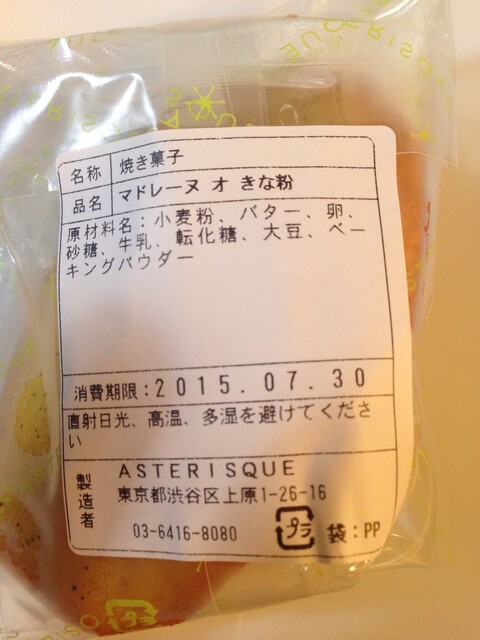 名称 焼き菓子
品名 マドレーヌ オ きな粉
原材料名：小麦粉、バター、卵、
砂糖、牛乳、転化糖、大豆、ベー
キングパウダー
消費期限：2015.07.30
直射日光、高温、多湿を避けてくださ
い
製造者
ASTERISQUE
東京都渋谷区上原1-26-16
03-6416-8080
プラ 袋：PP
プラ